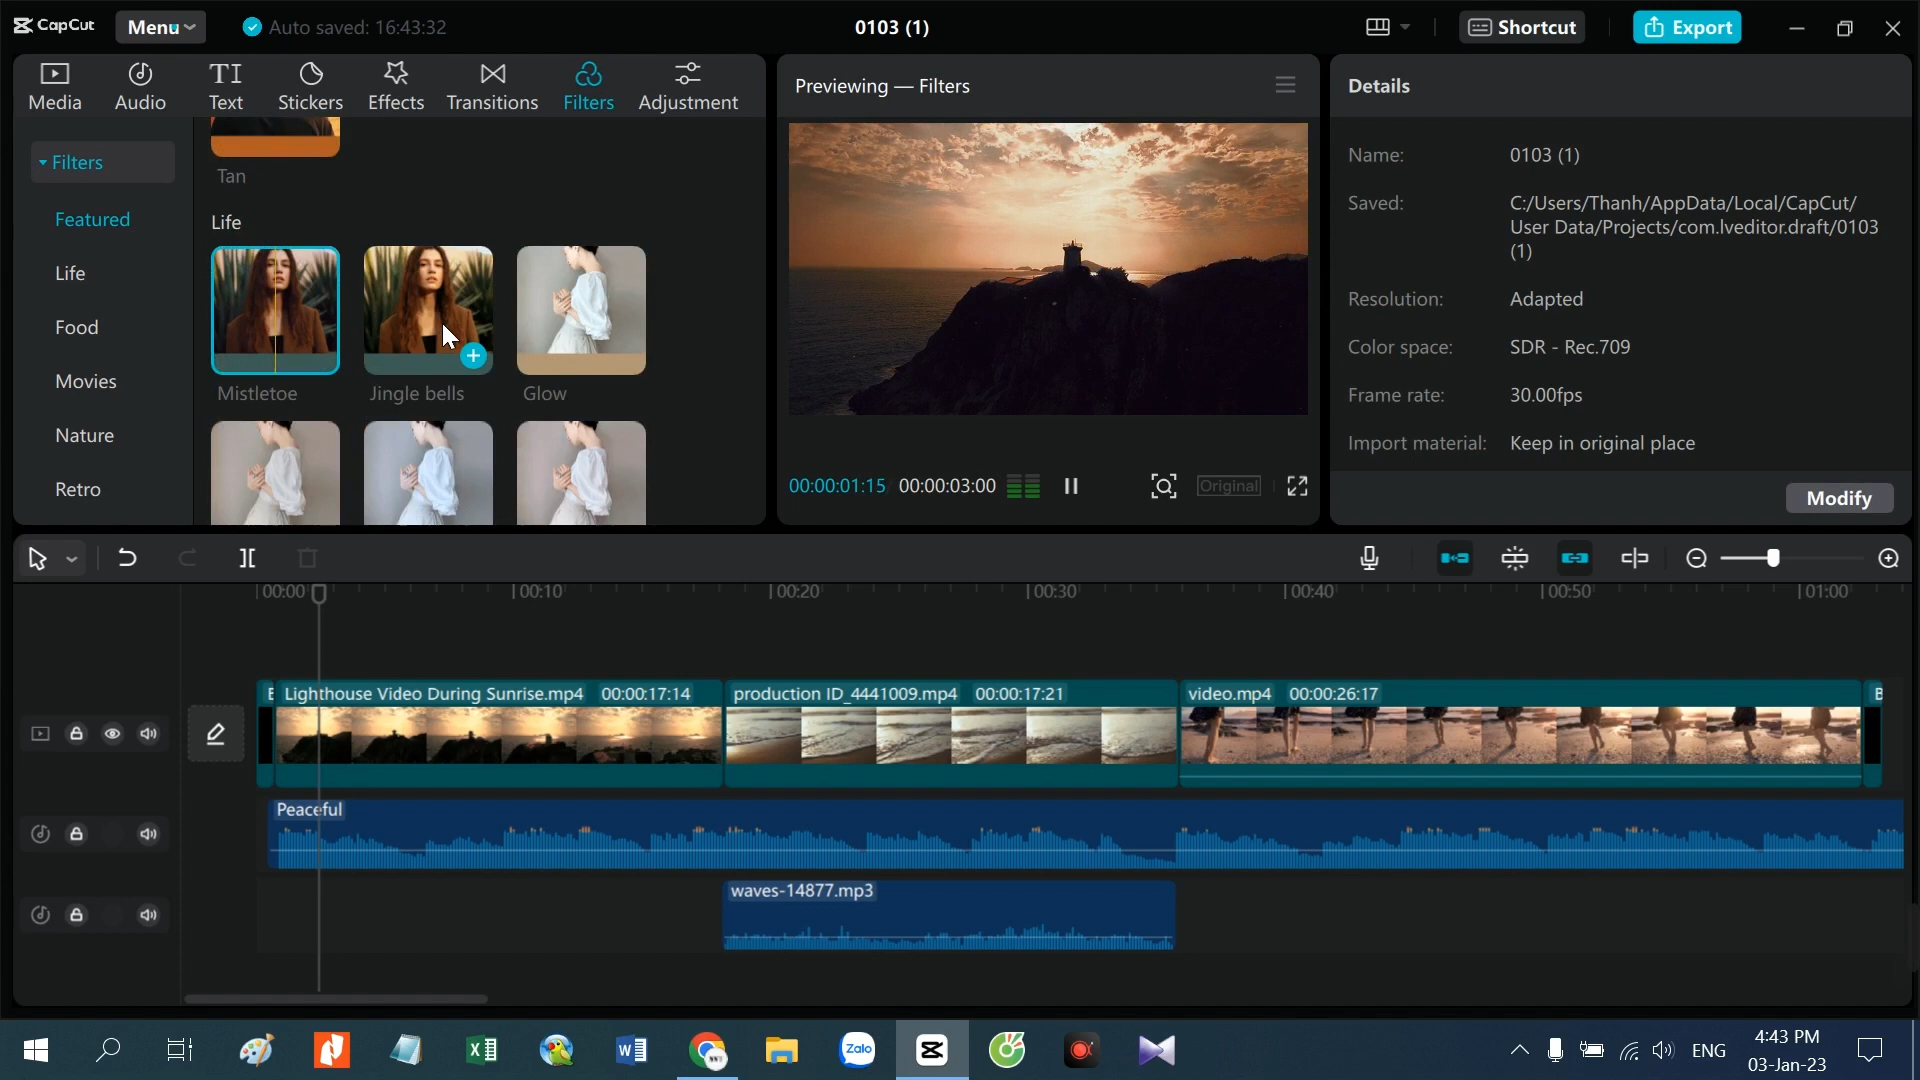 CapCut
Menu
Auto saved: 16:43:32
0103 (1)
Shortcut
Export
Media
Audio
Text
Stickers
Effects
Transitions
Filters
Adjustment
Previewing — Filters
Details
Filters
Featured
Life
Food
Movies
Nature
Retro
Tan
Life
Mistletoe
Jingle bells
Glow
00:00:01:15
00:00:03:00
Original
Name:
0103 (1)
Saved:
C:/Users/Thanh/AppData/Local/CapCut/
User Data/Projects/com.lveditor.draft/0103
(1)
Resolution:
Adapted
Color space:
SDR - Rec.709
Frame rate:
30.00fps
Import material:
Keep in original place
Modify
00:00
00:10
00:20
00:30
00:40
00:50
01:00
Lighthouse Video During Sunrise.mp4 00:00:17:14
production ID_4441009.mp4 00:00:17:21
video.mp4 00:00:26:17
Peaceful
waves-14877.mp3
Zalo
ENG
4:43 PM
03-Jan-23